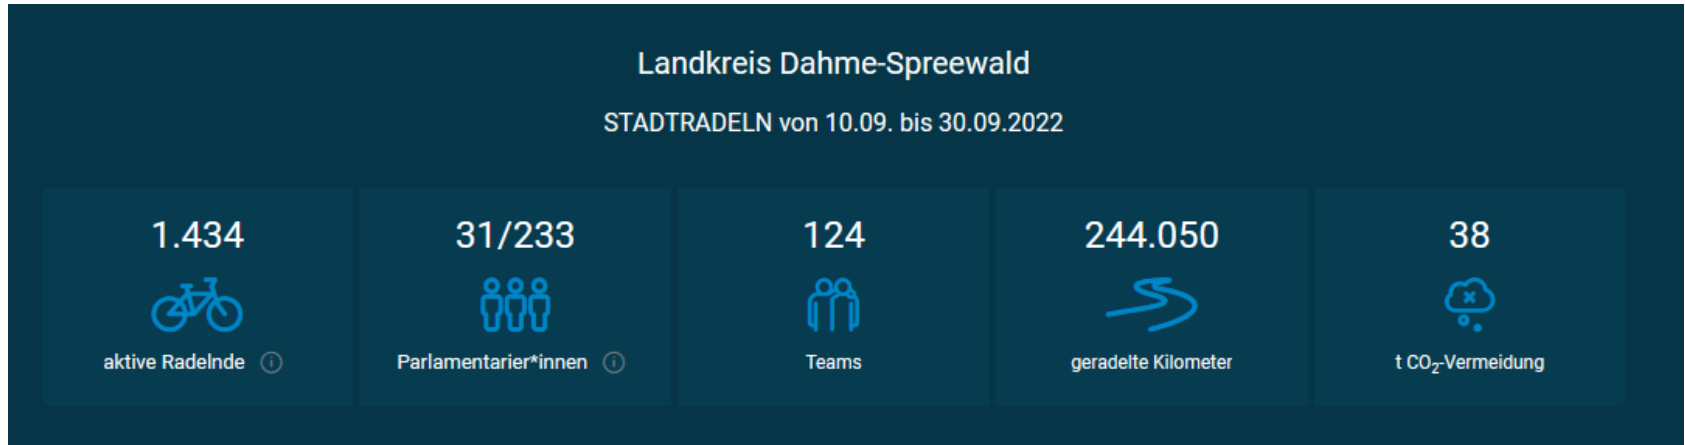 Landkreis Dahme-Spreewald
STADTRADELN von 10.09. bis 30.09.2022
1.434
aktive Radelnde
31/233
Parlamentarier*innen
124
Teams
244.050
geradelte Kilometer
38
t CO₂-Vermeidung